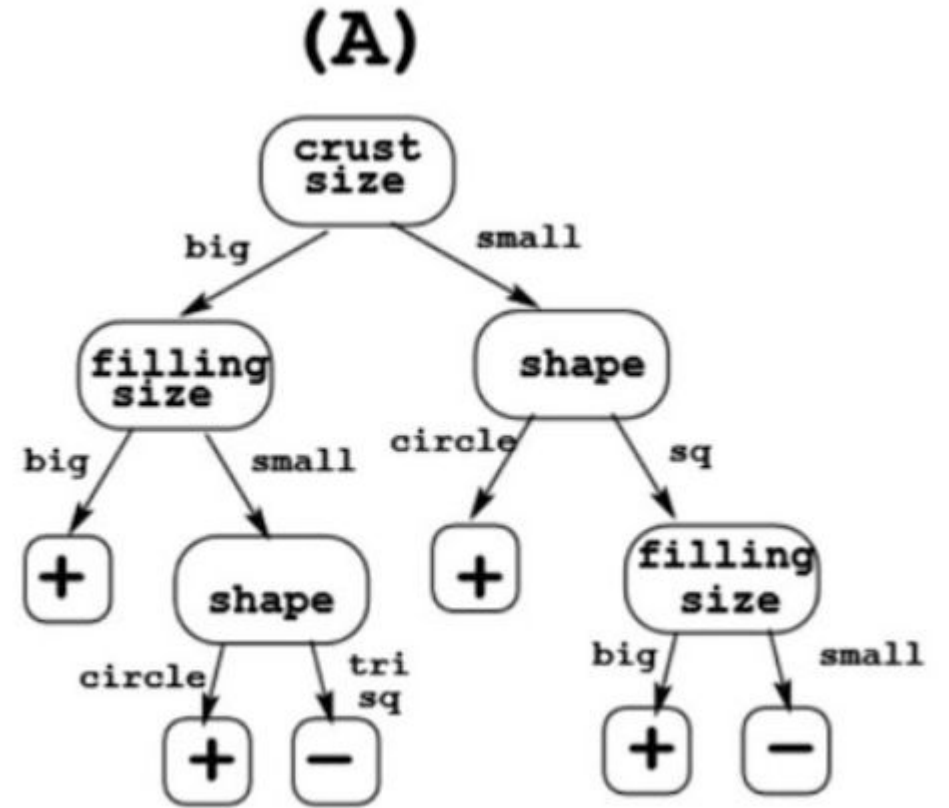 (A)
crust
size
big
small
filling
size
shape
big
small
circle
sq
+
shape
+
filling
size
circle
tri
sq
big
small
+
−
+
−